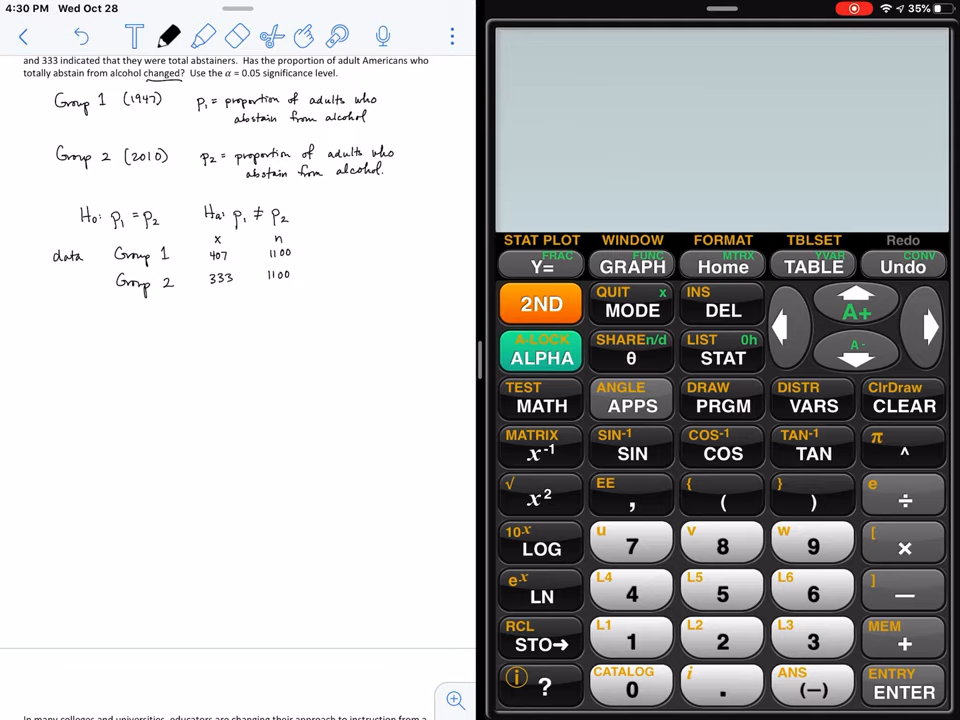 4:30 PM Wed Oct 28
35%
and 333 indicated that they were total abstainers. Has the proportion of adult Americans who
totally abstain from alcohol changed? Use the α = 0.05 significance level.
Group 1 (1947) p₁ = proportion of adults who
abstain from alcohol
Group 2 (2010) p₂ = proportion of adults who
abstain from alcohol.
H₀: p₁ = p₂ Hₐ: p₁ ≠ p₂
x n
data Group 1 407 1100
Group 2 333 1100
In many colleges and universities, educators are changing their approach to instruction from a
STAT PLOT WINDOW FORMAT TBLSET Redo
FRAC FUNC MTRX YVAR CONV
Y= GRAPH Home TABLE Undo
QUIT x INS
2ND MODE DEL A+
A-LOCK SHARE n/d LIST 0h A-
ALPHA θ STAT
TEST ANGLE DRAW DISTR ClrDraw
MATH APPS PRGM VARS CLEAR
MATRIX SIN⁻¹ COS⁻¹ TAN⁻¹ π
x⁻¹ SIN COS TAN ^
√ EE { } e
x² , ( ) ÷
10ˣ u v w [
LOG 7 8 9 ×
eˣ L4 L5 L6 ]
LN 4 5 6 —
RCL L1 L2 L3 MEM
STO➔ 1 2 3 +
i CATALOG i ANS ENTRY
? 0 . (—) ENTER